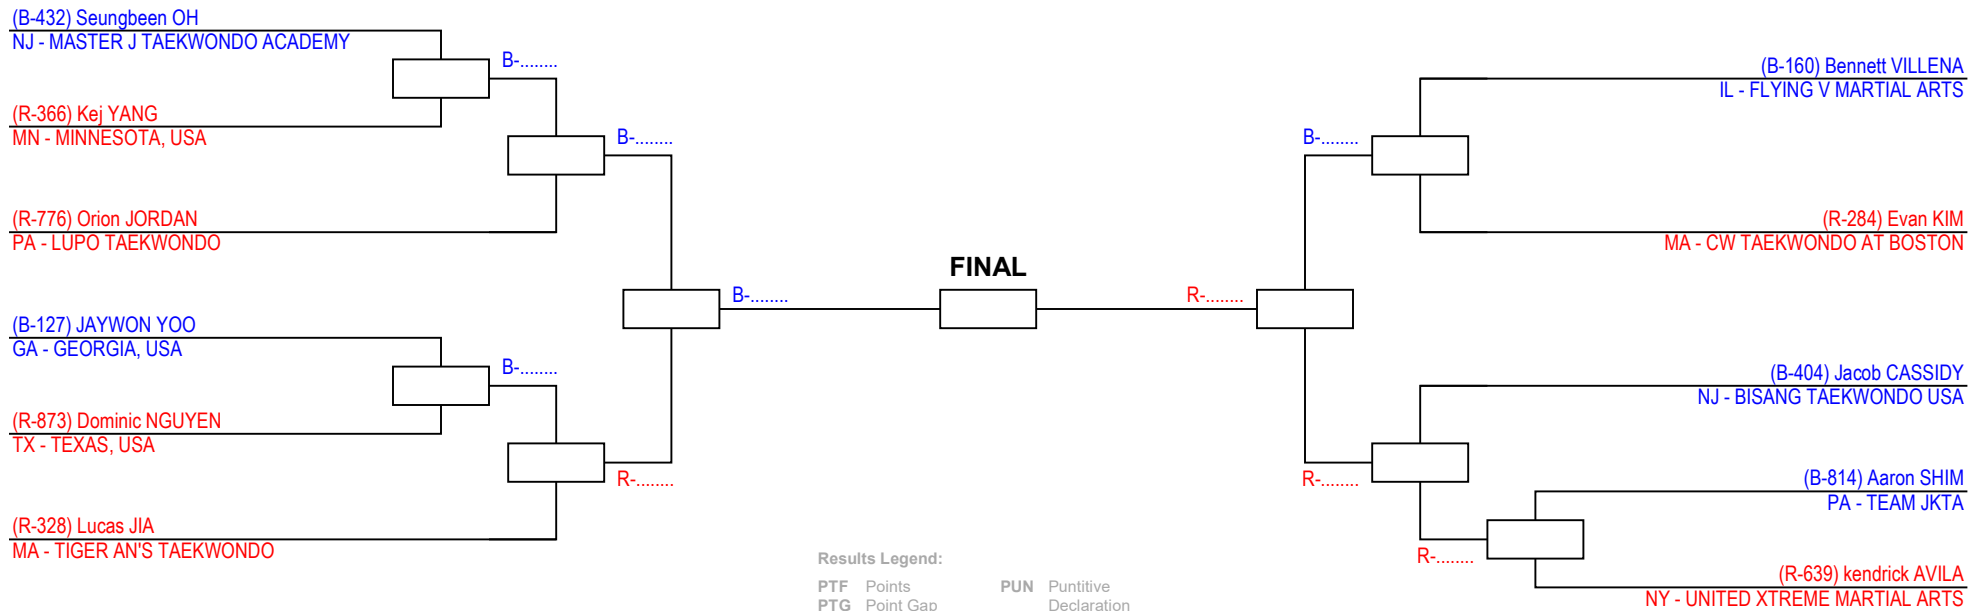 (B-432) Seungbeen OH
NJ - MASTER J TAEKWONDO ACADEMY
B-........
(R-366) Kej YANG
MN - MINNESOTA, USA
B-........
(R-776) Orion JORDAN
PA - LUPO TAEKWONDO
B-........
(B-127) JAYWON YOO
GA - GEORGIA, USA
B-........
(R-873) Dominic NGUYEN
TX - TEXAS, USA
R-........
(R-328) Lucas JIA
MA - TIGER AN'S TAEKWONDO
FINAL
(B-160) Bennett VILLENA
IL - FLYING V MARTIAL ARTS
B-........
(R-284) Evan KIM
MA - CW TAEKWONDO AT BOSTON
R-........
(B-404) Jacob CASSIDY
NJ - BISANG TAEKWONDO USA
R-........
(B-814) Aaron SHIM
PA - TEAM JKTA
R-........
(R-639) kendrick AVILA
NY - UNITED XTREME MARTIAL ARTS
Results Legend:
PTF Points
PTG Point Gap
PUN Puntitive
Declaration